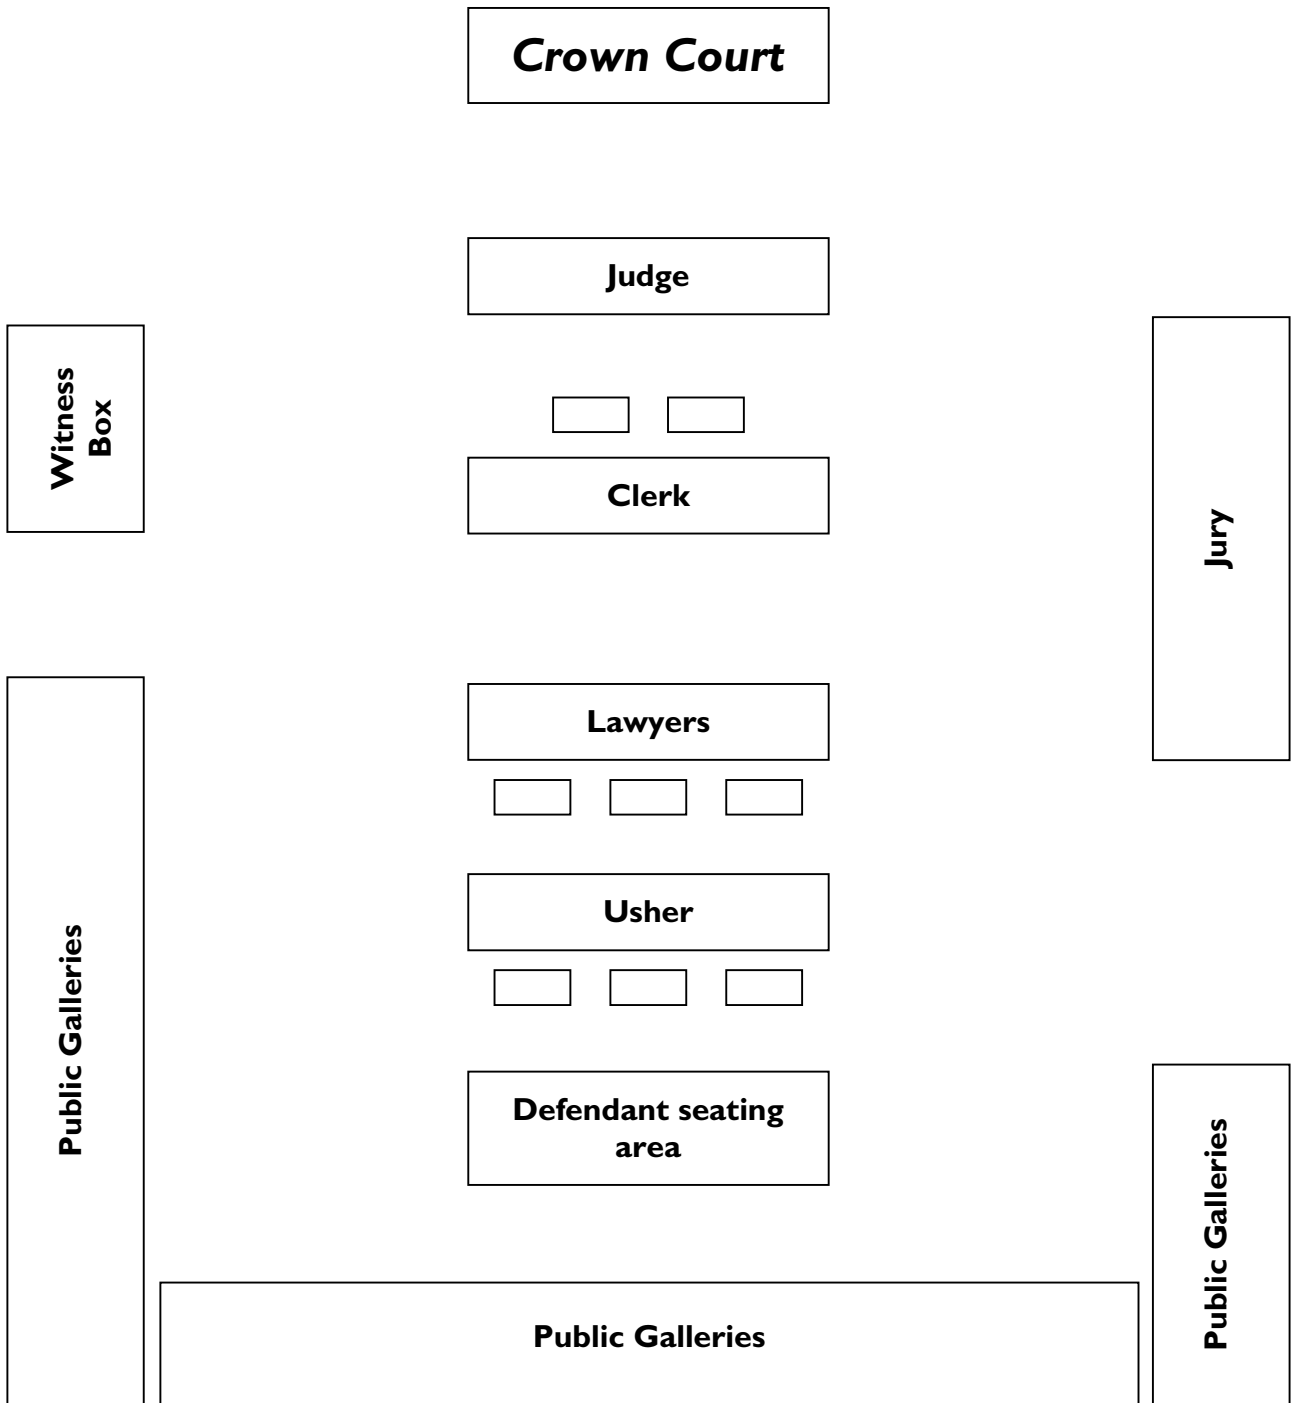 Crown Court
Judge
Witness
Box
Clerk
Jury
Lawyers
Usher
Public Galleries
Defendant seating
area
Public Galleries
Public Galleries